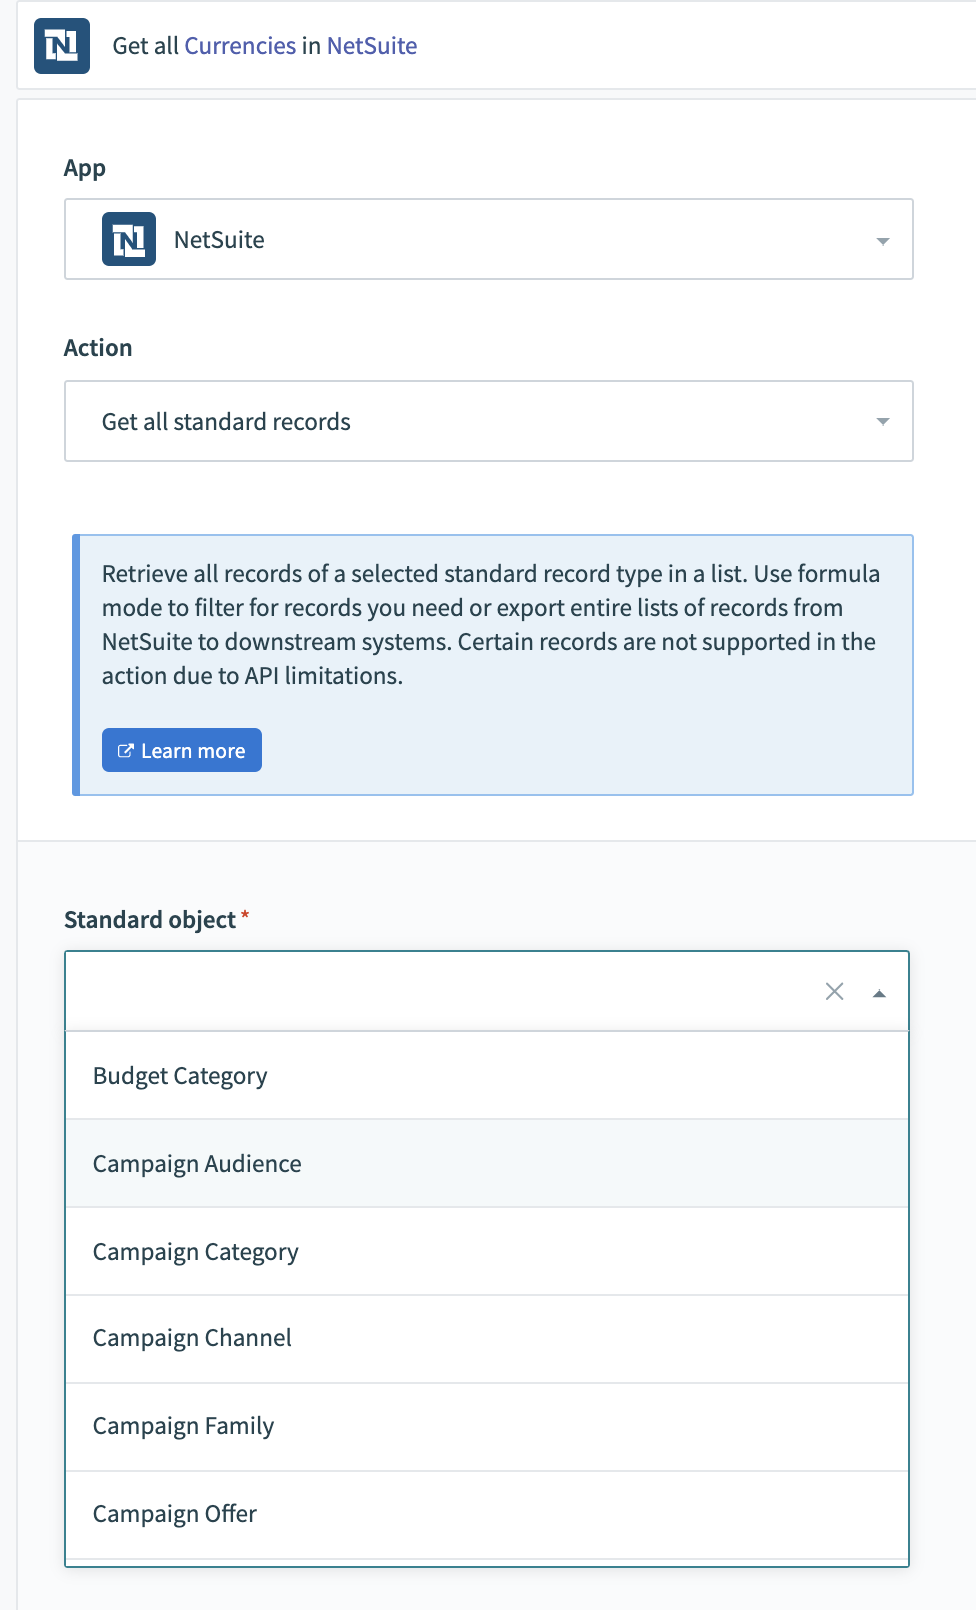 Get all Currencies in NetSuite
App
NetSuite
Action
Get all standard records
Retrieve all records of a selected standard record type in a list. Use formula
mode to filter for records you need or export entire lists of records from
NetSuite to downstream systems. Certain records are not supported in the
action due to API limitations.
Learn more
Standard object *
Budget Category
Campaign Audience
Campaign Category
Campaign Channel
Campaign Family
Campaign Offer